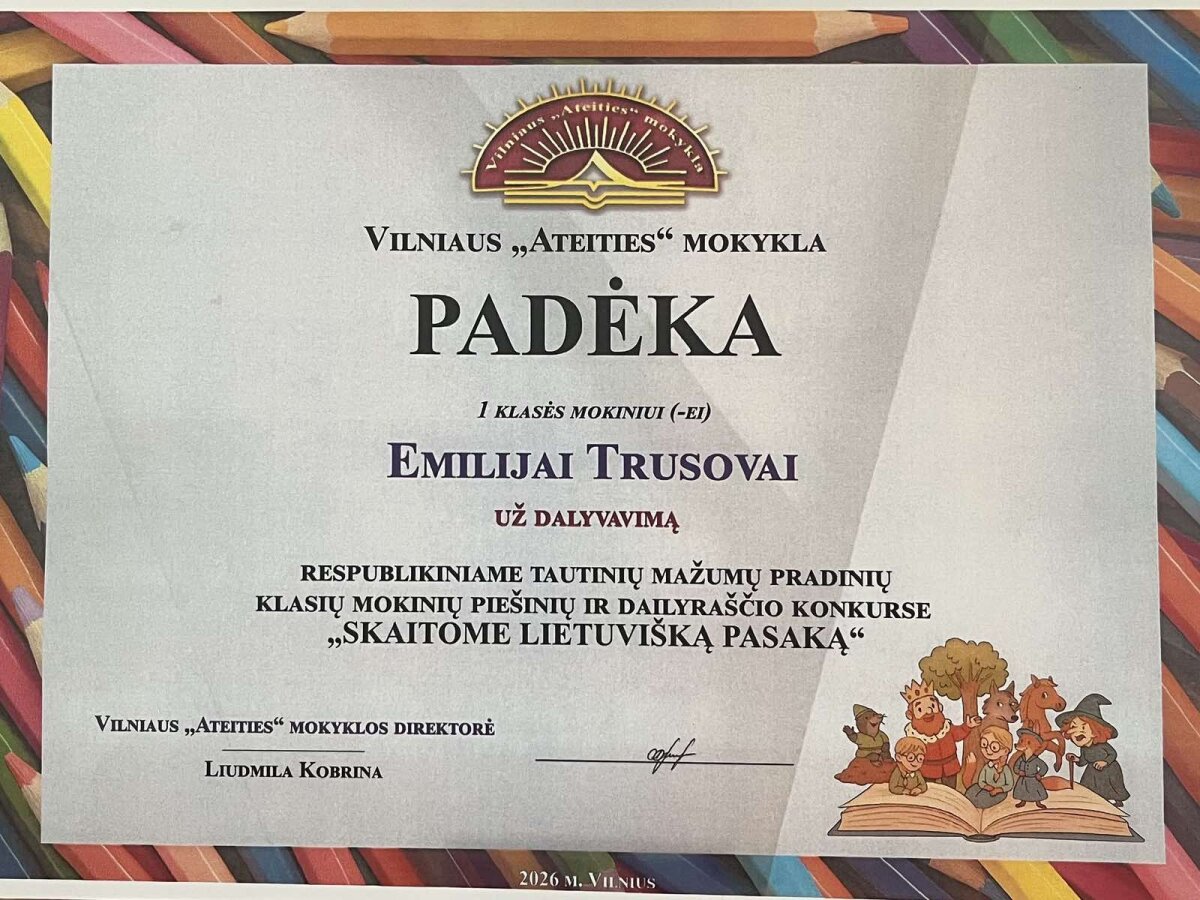 Vilniaus „Ateities“ mokykla
VILNIAUS „ATEITIES“ MOKYKLA
PADĖKA
1 KLASĖS MOKINIUI (-EI)
EMILIJAI TRUSOVAI
UŽ DALYVAVIMĄ
RESPUBLIKINIAME TAUTINIŲ MAŽUMŲ PRADINIŲ
KLASIŲ MOKINIŲ PIEŠINIŲ IR DAILYRAŠČIO KONKURSE
„SKAITOME LIETUVIŠKĄ PASAKĄ“
VILNIAUS „ATEITIES“ MOKYKLOS DIREKTORĖ
LIUDMILA KOBRINA
2026 M. VILNIUS